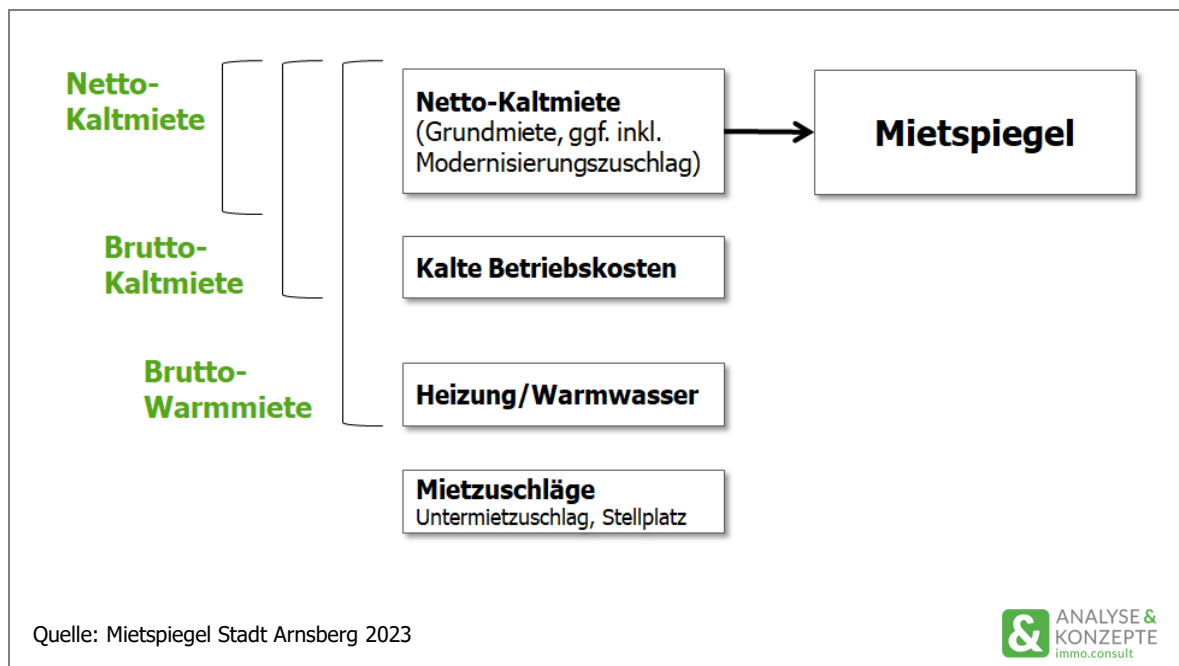 Netto-
Kaltmiete
Netto-Kaltmiete
(Grundmiete, ggf. inkl.
Modernisierungszuschlag)
Mietspiegel
Brutto-
Kaltmiete
Kalte Betriebskosten
Brutto-
Warmmiete
Heizung/Warmwasser
Mietzuschläge
Untermietzuschlag, Stellplatz
Quelle: Mietspiegel Stadt Arnsberg 2023
&
ANALYSE &
KONZEPTE
immo.consult